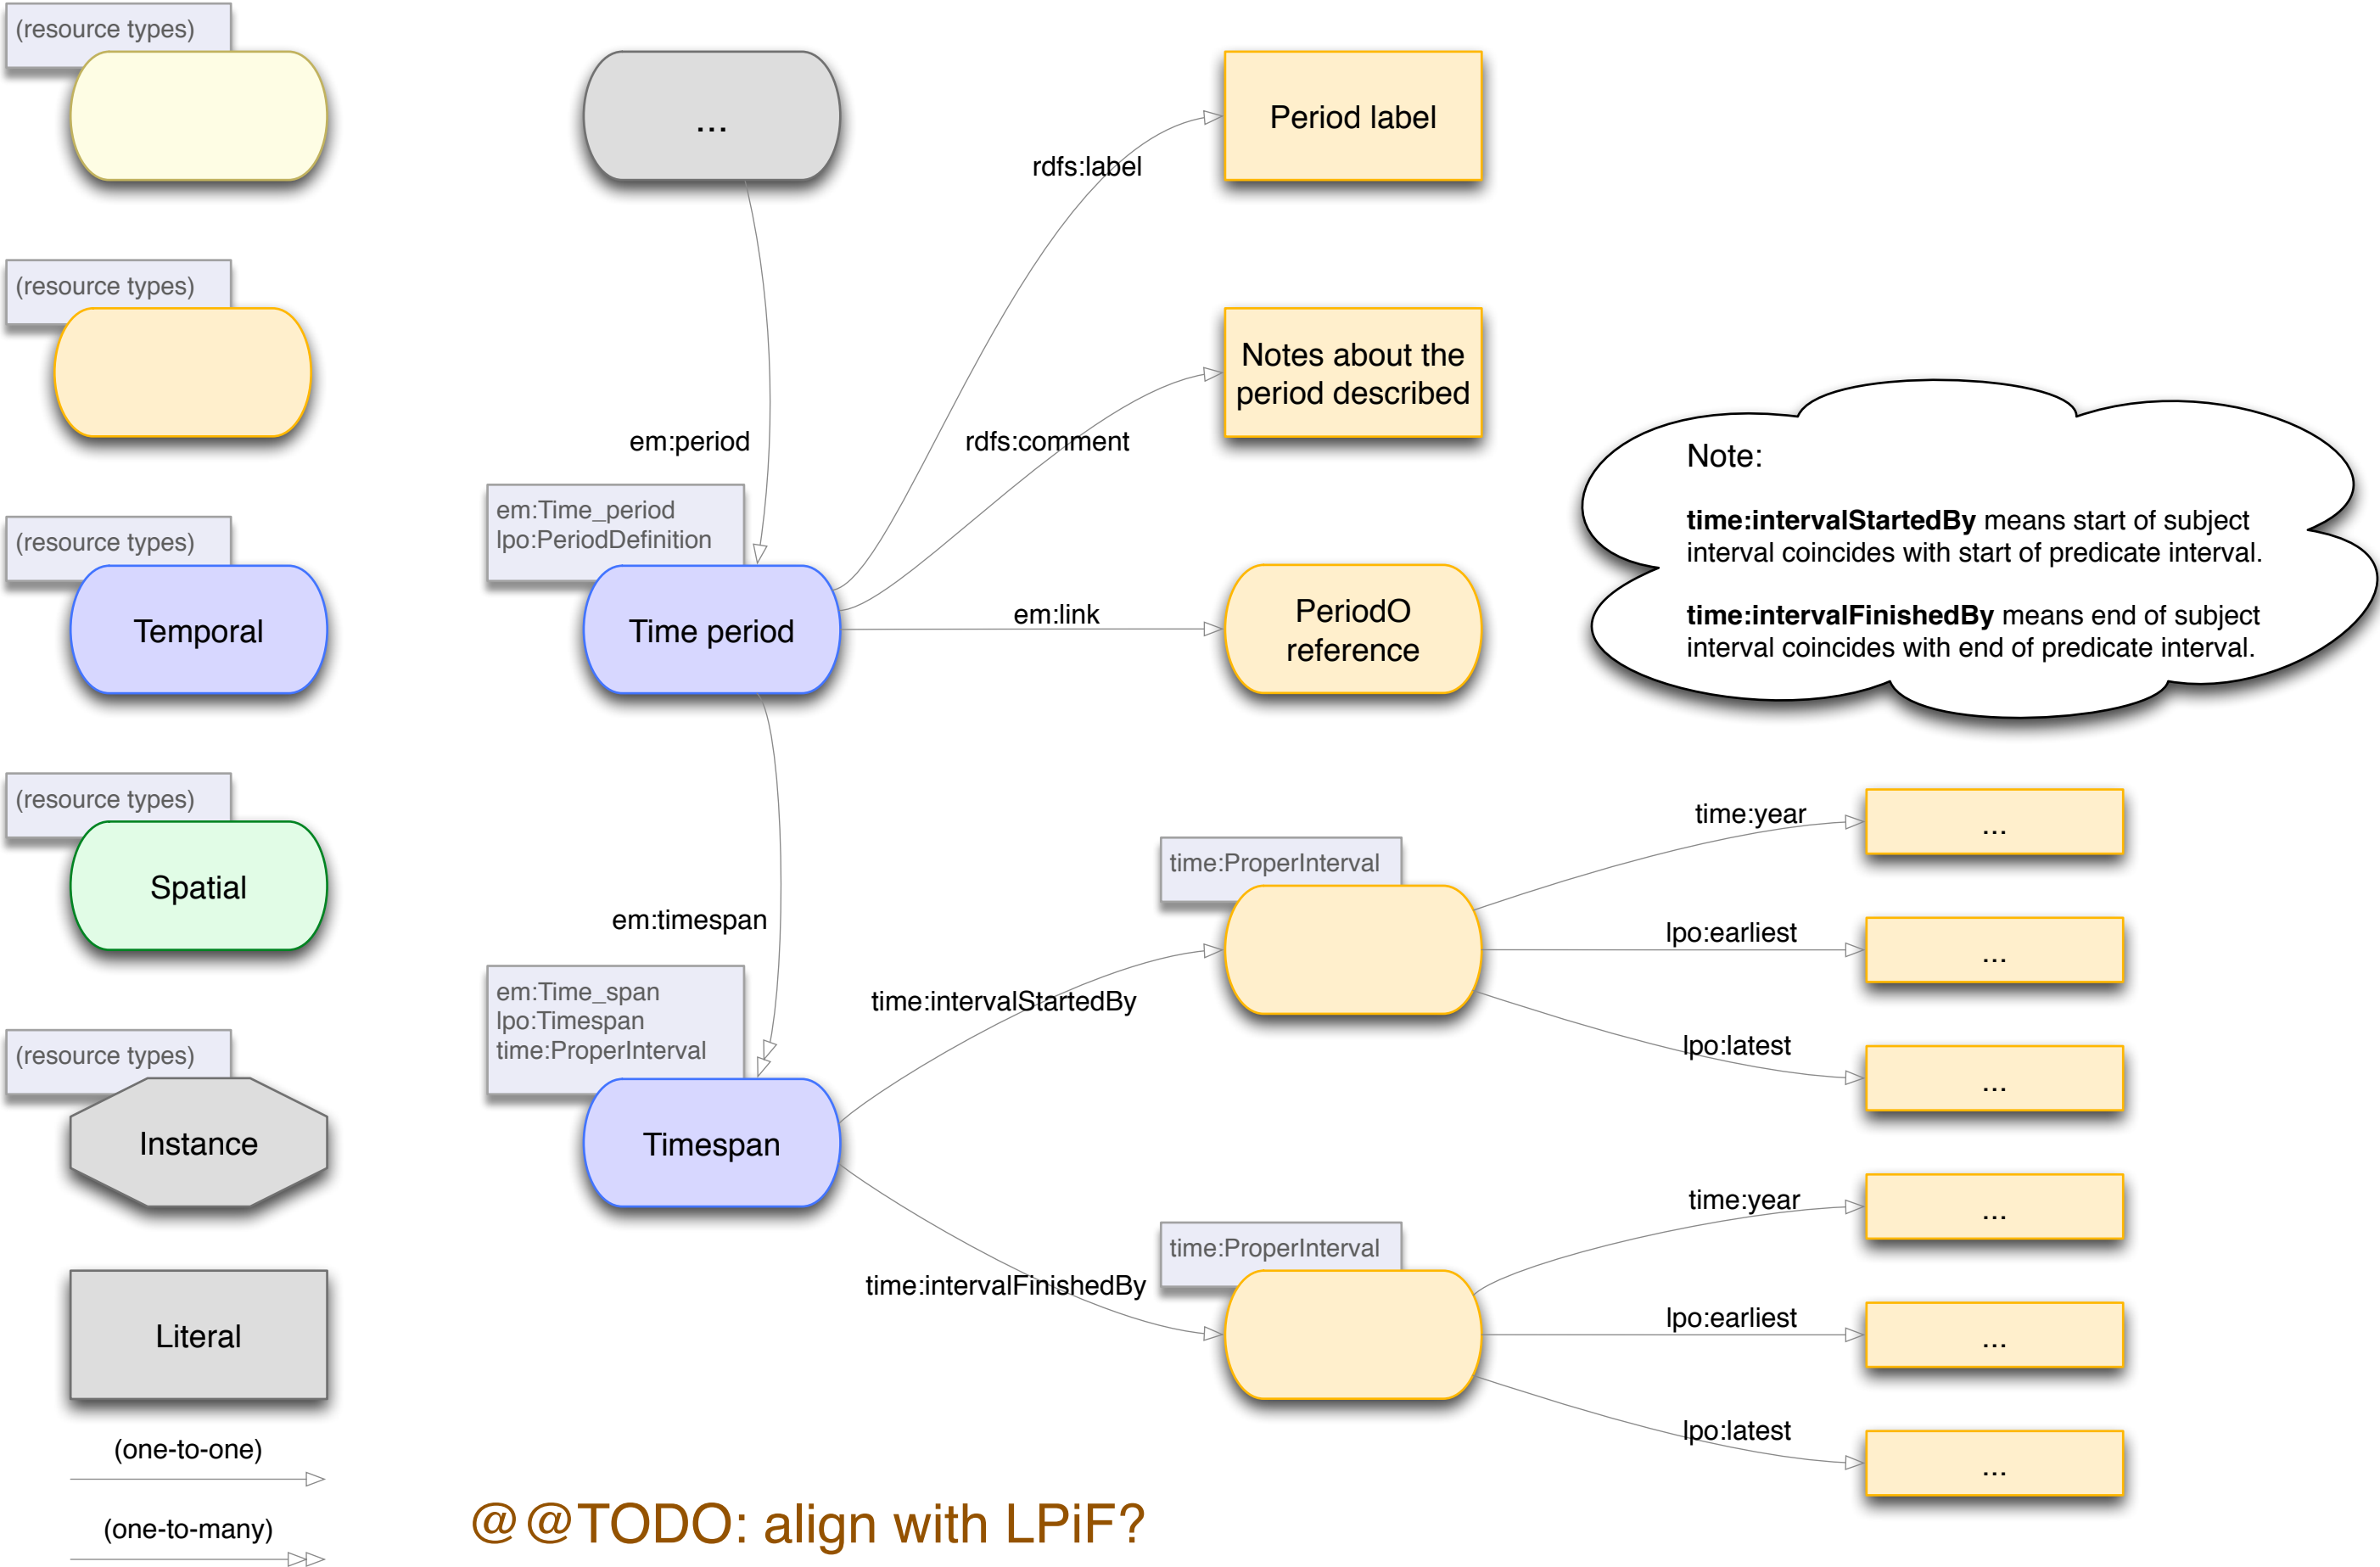 (resource types)
(resource types)
(resource types)
Temporal
(resource types)
Spatial
(resource types)
Instance
Literal
(one-to-one)
(one-to-many)
...
em:period
em:Time_period
lpo:PeriodDefinition
Time period
em:timespan
em:Time_span
lpo:Timespan
time:ProperInterval
Timespan
rdfs:label
Period label
rdfs:comment
Notes about the
period described
em:link
PeriodO
reference
Note:
time:intervalStartedBy means start of subject
interval coincides with start of predicate interval.
time:intervalFinishedBy means end of subject
interval coincides with end of predicate interval.
time:intervalStartedBy
time:ProperInterval
time:year
...
lpo:earliest
...
lpo:latest
...
time:intervalFinishedBy
time:ProperInterval
time:year
...
lpo:earliest
...
lpo:latest
...
@@TODO: align with LPiF?